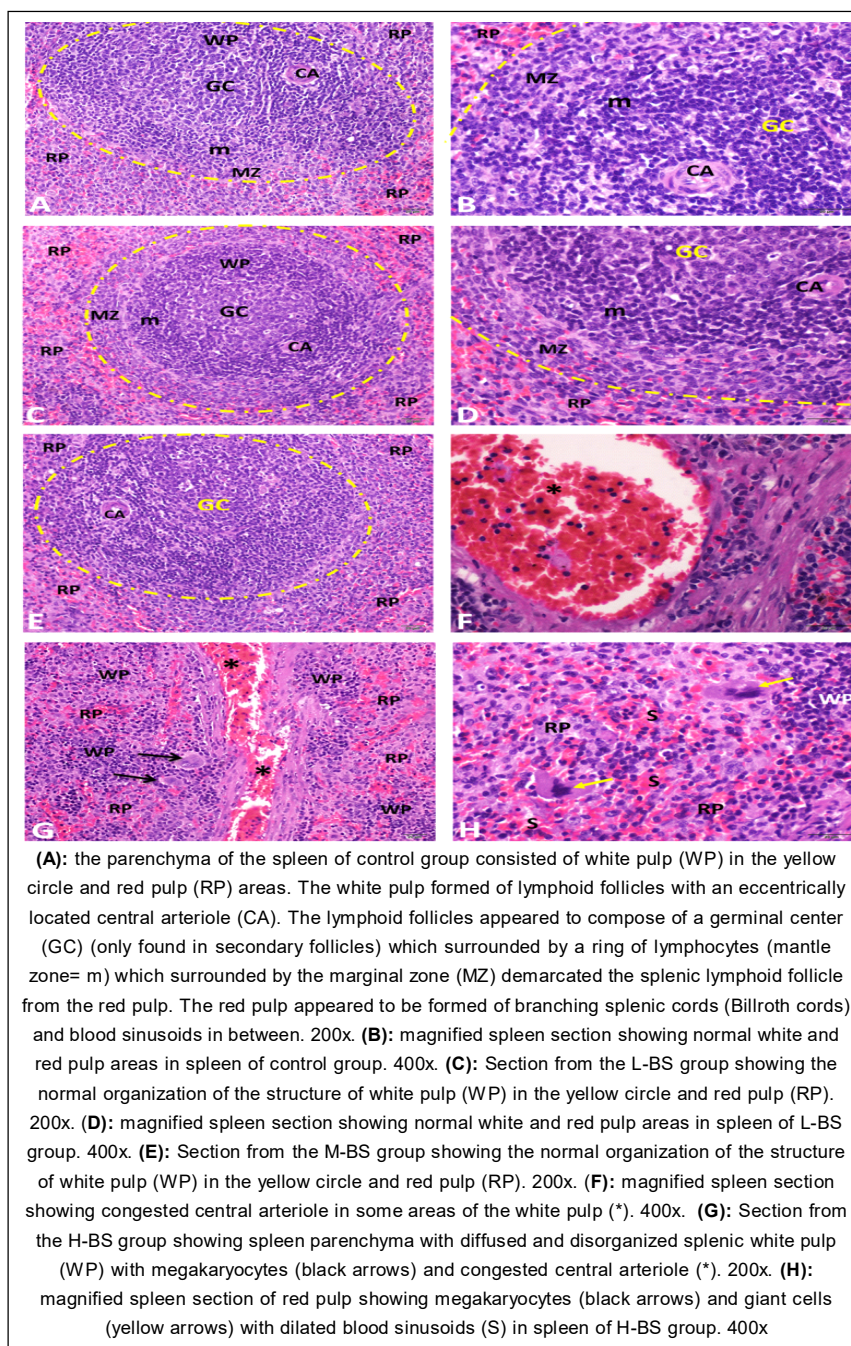 WP RP RP MZ
GC CA m GC
m CA
RP MZ
A RP B
RP RP GC
WP CA
MZ m GC m
RP CA MZ
C RP D RP
RP RP *
GC
CA
RP RP
E F
* WP
WP WP
RP RP RP S
WP RP
* S
RP WP S RP
G H
(A): the parenchyma of the spleen of control group consisted of white pulp (WP) in the yellow
circle and red pulp (RP) areas. The white pulp formed of lymphoid follicles with an eccentrically
located central arteriole (CA). The lymphoid follicles appeared to compose of a germinal center
(GC) (only found in secondary follicles) which surrounded by a ring of lymphocytes (mantle
zone= m) which surrounded by the marginal zone (MZ) demarcated the splenic lymphoid follicle
from the red pulp. The red pulp appeared to be formed of branching splenic cords (Billroth cords)
and blood sinusoids in between. 200x. (B): magnified spleen section showing normal white and
red pulp areas in spleen of control group. 400x. (C): Section from the L-BS group showing the
normal organization of the structure of white pulp (WP) in the yellow circle and red pulp (RP).
200x. (D): magnified spleen section showing normal white and red pulp areas in spleen of L-BS
group. 400x. (E): Section from the M-BS group showing the normal organization of the structure
of white pulp (WP) in the yellow circle and red pulp (RP). 200x. (F): magnified spleen section
showing congested central arteriole in some areas of the white pulp (*). 400x. (G): Section from
the H-BS group showing spleen parenchyma with diffused and disorganized splenic white pulp
(WP) with megakaryocytes (black arrows) and congested central arteriole (*). 200x. (H):
magnified spleen section of red pulp showing megakaryocytes (black arrows) and giant cells
(yellow arrows) with dilated blood sinusoids (S) in spleen of H-BS group. 400x